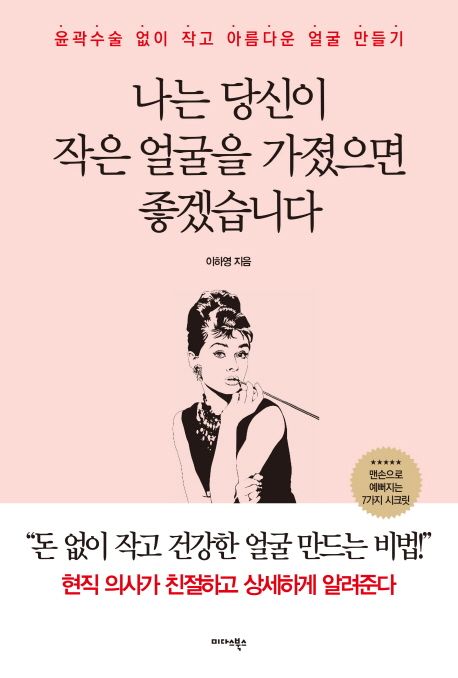 윤곽수술 없이 작고 아름다운 얼굴 만들기
나는 당신이
작은 얼굴을 가졌으면
좋겠습니다
이하영 지음
★★★★★
맨손으로
예뻐지는
7가지 시크릿
“돈 없이 작고 건강한 얼굴 만드는 비법!”
현직 의사가 친절하고 상세하게 알려준다
미다스북스